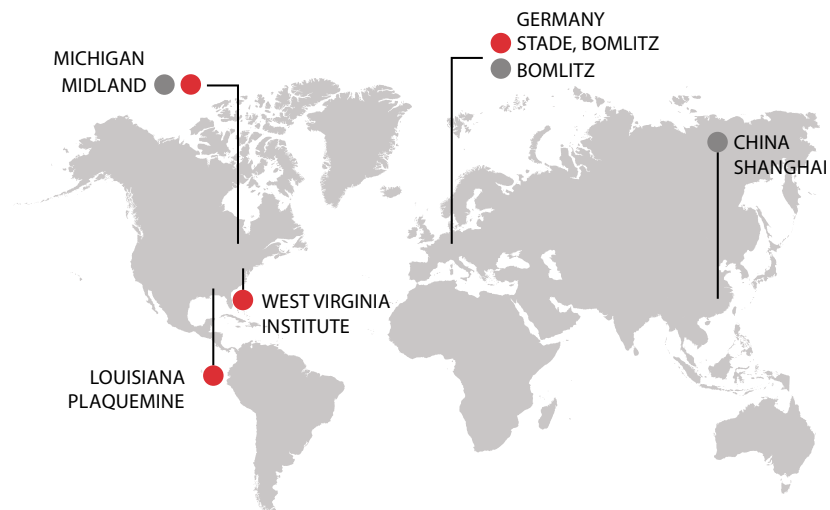 GERMANY
STADE, BOMLITZ
BOMLITZ
MICHIGAN
MIDLAND
CHINA
SHANGHAI
WEST VIRGINIA
INSTITUTE
LOUISIANA
PLAQUEMINE